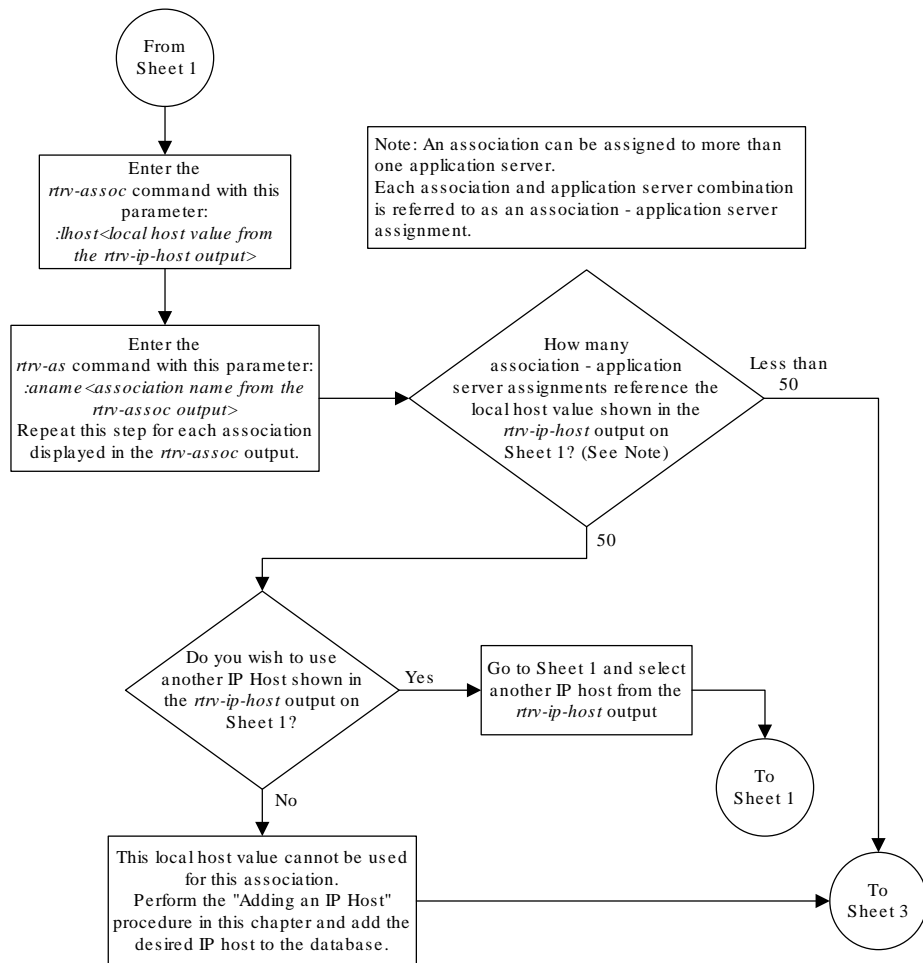 From
Sheet 1
Enter the
rtrv-assoc command with this
parameter:
:lhost<local host value from
the rtrv-ip-host output>
Note: An association can be assigned to more than
one application server.
Each association and application server combination
is referred to as an association - application server
assignment.
Enter the
rtrv-as command with this parameter:
:aname<association name from the
rtrv-assoc output>
Repeat this step for each association
displayed in the rtrv-assoc output.
How many
association - application
server assignments reference the
local host value shown in the
rtrv-ip-host output on
Sheet 1? (See Note)
Less than
50
50
Do you wish to use
another IP Host shown in
the rtrv-ip-host output on
Sheet 1?
Yes
Go to Sheet 1 and select
another IP host from the
rtrv-ip-host output
To
Sheet 1
No
This local host value cannot be used
for this association.
Perform the "Adding an IP Host"
procedure in this chapter and add the
desired IP host to the database.
To
Sheet 3